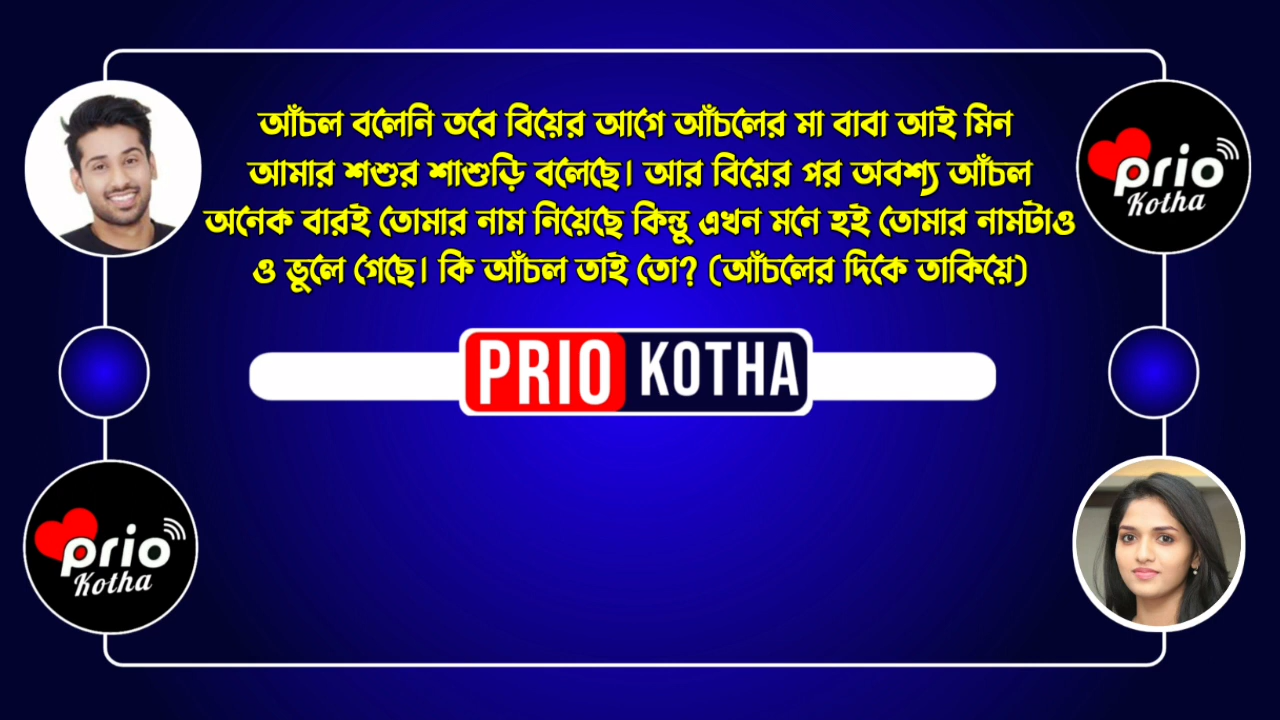 আঁচল বলেনি তবে বিয়ের আগে আঁচলের মা বাবা আই মিন
আমার শশুর শাশুড়ি বলেছে। আর বিয়ের পর অবশ্য আঁচল
অনেক বারই তোমার নাম নিয়েছে কিন্তু এখন মনে হই তোমার নামটাও
ও ভুলে গেছে। কি আঁচল তাই তো? (আঁচলের দিকে তাকিয়ে)
prio
Kotha
PRIO KOTHA
prio
Kotha